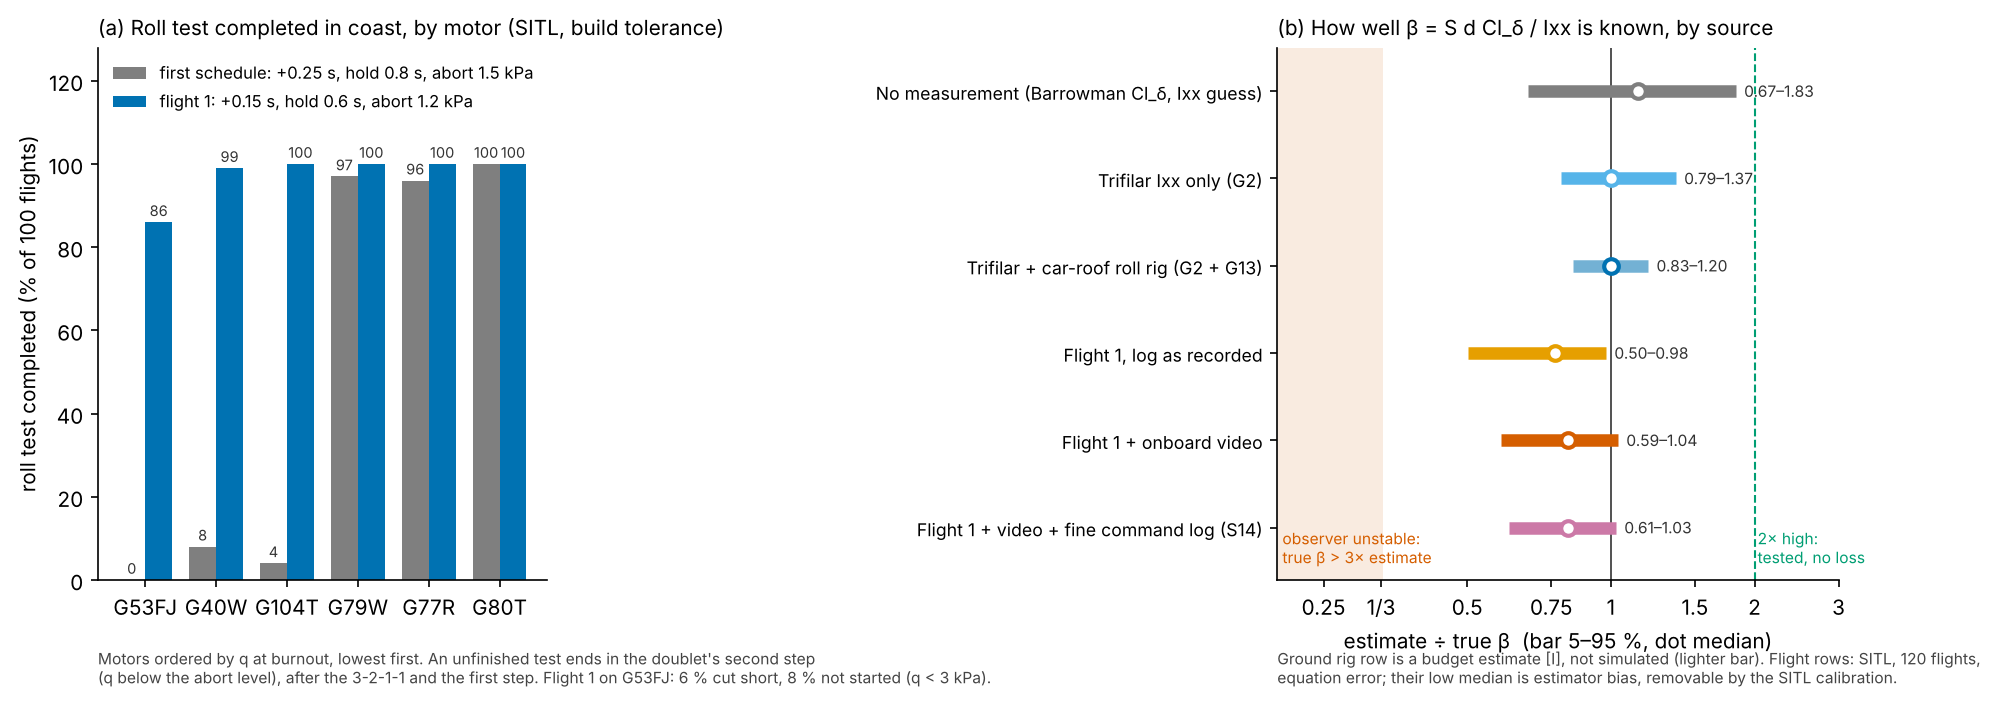 (a) Roll test completed in coast, by motor (SITL, build tolerance)
roll test completed (% of 100 flights)
120
100
80
60
40
20
0
first schedule: +0.25 s, hold 0.8 s, abort 1.5 kPa
flight 1: +0.15 s, hold 0.6 s, abort 1.2 kPa
0 86 8 99 4 100 97 100 96 100 100 100
G53FJ G40W G104T G79W G77R G80T
Motors ordered by q at burnout, lowest first. An unfinished test ends in the doublet's second step
(q below the abort level), after the 3-2-1-1 and the first step. Flight 1 on G53FJ: 6 % cut short, 8 % not started (q < 3 kPa).
(b) How well β = S d Cl_δ / Ixx is known, by source
No measurement (Barrowman Cl_δ, Ixx guess) 0.67–1.83
Trifilar Ixx only (G2) 0.79–1.37
Trifilar + car-roof roll rig (G2 + G13) 0.83–1.20
Flight 1, log as recorded 0.50–0.98
Flight 1 + onboard video 0.59–1.04
Flight 1 + video + fine command log (S14) 0.61–1.03
observer unstable:
true β > 3× estimate
2× high:
tested, no loss
0.25 1/3 0.5 0.75 1 1.5 2 3
estimate ÷ true β (bar 5–95 %, dot median)
Ground rig row is a budget estimate [I], not simulated (lighter bar). Flight rows: SITL, 120 flights,
equation error; their low median is estimator bias, removable by the SITL calibration.